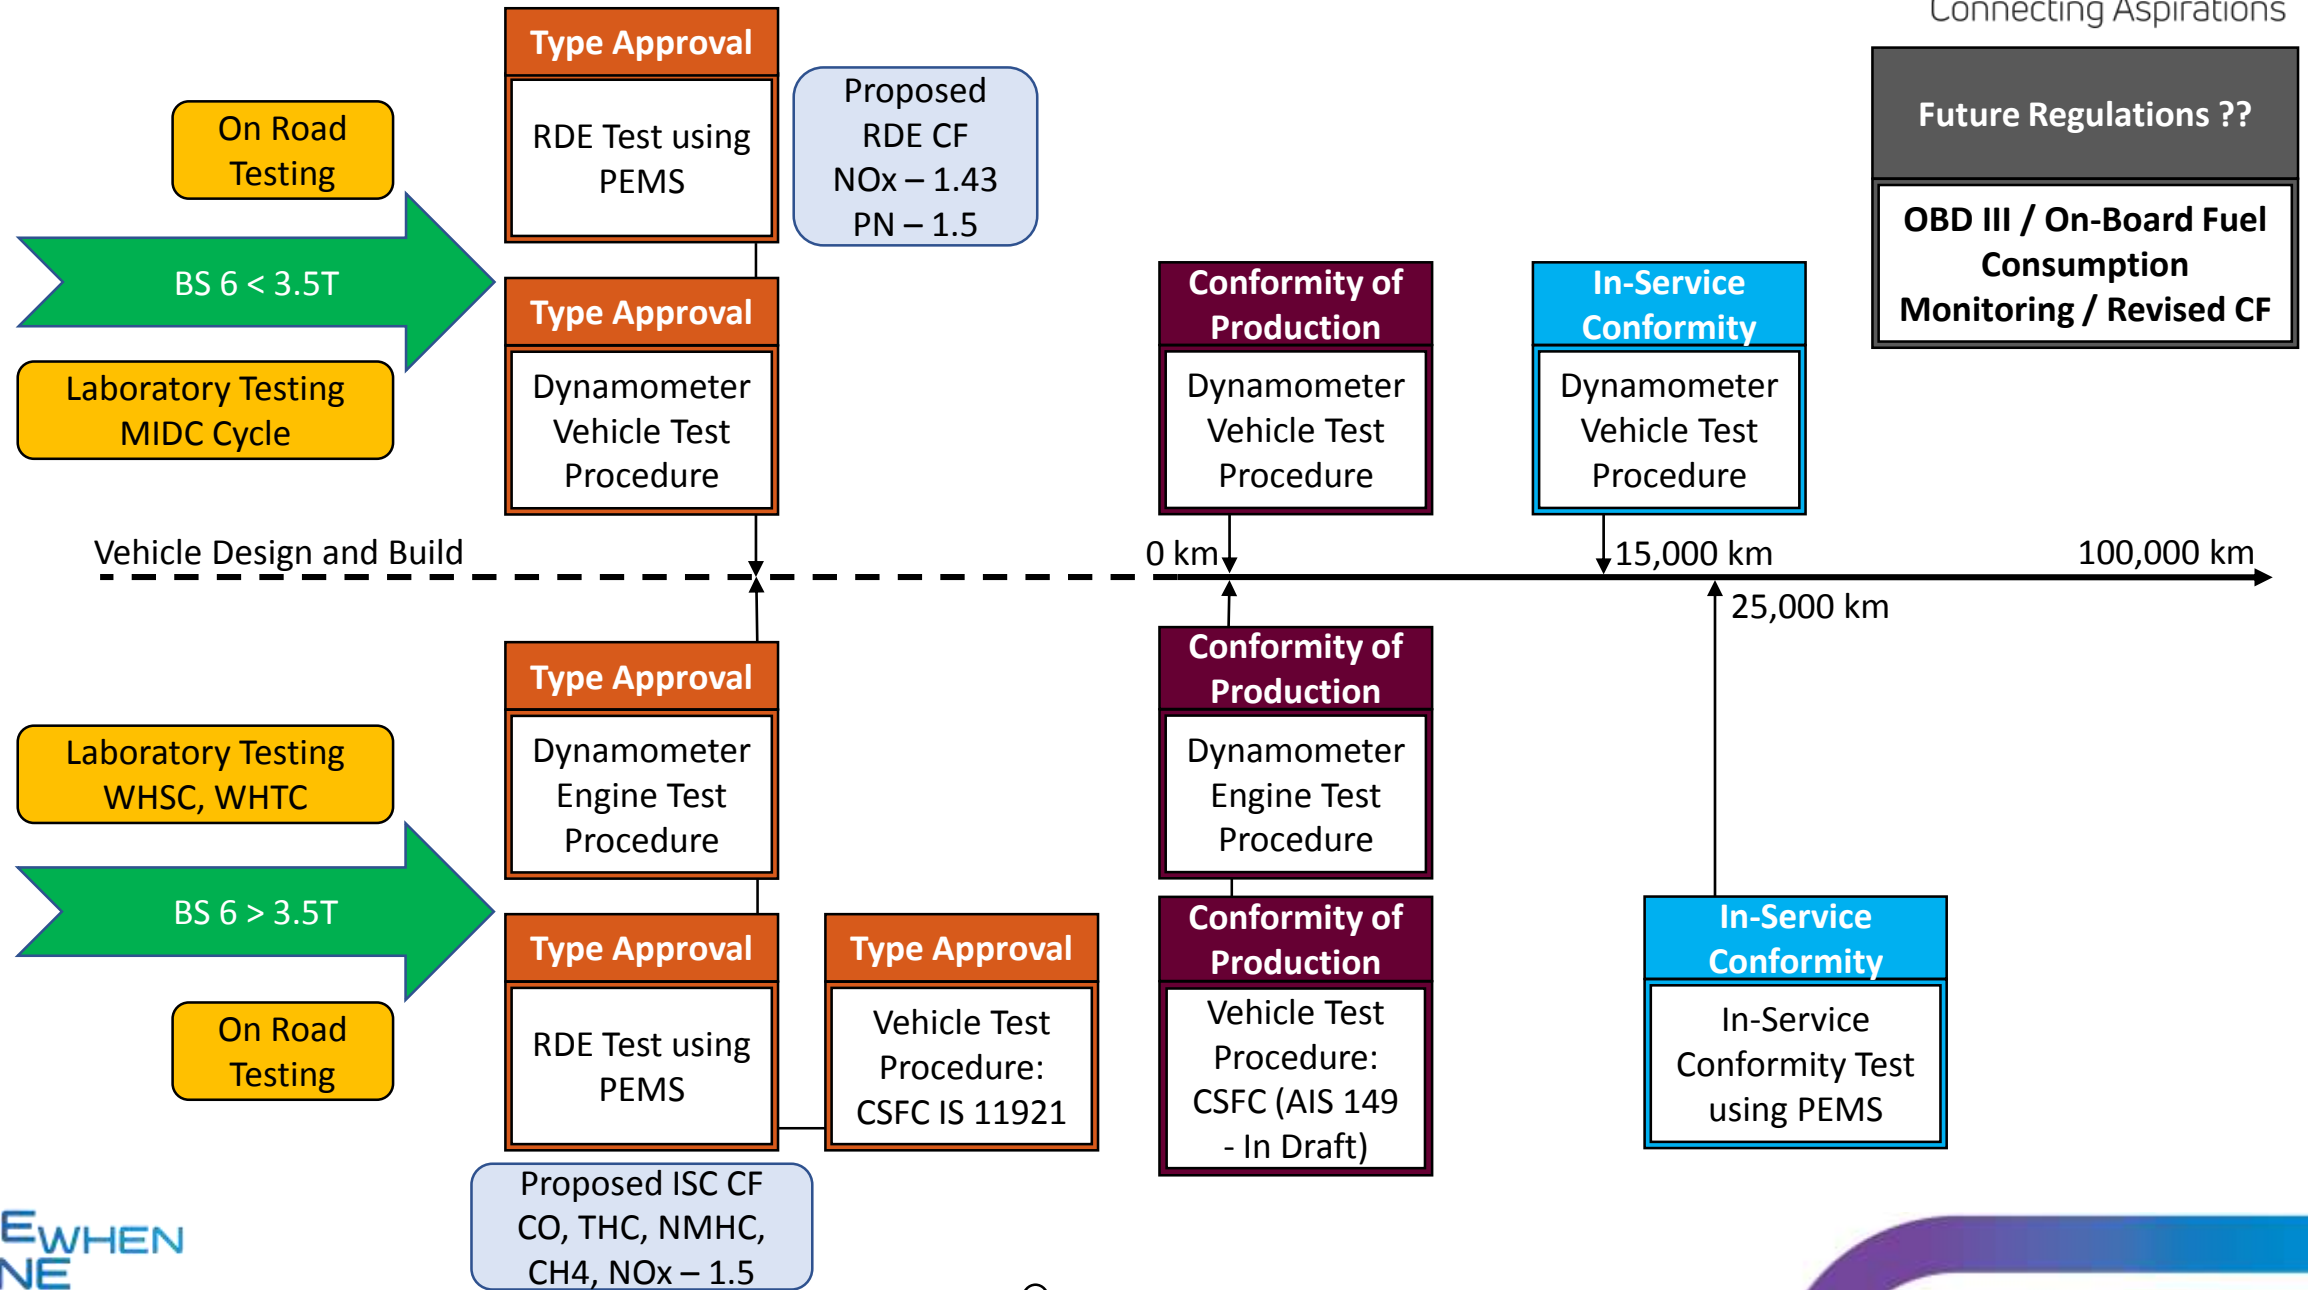 Connecting Aspirations
Type Approval
RDE Test using
PEMS
Proposed
RDE CF
NOx – 1.43
PN – 1.5
Future Regulations ??
OBD III / On-Board Fuel
Consumption
Monitoring / Revised CF
On Road
Testing
BS 6 < 3.5T
Laboratory Testing
MIDC Cycle
Type Approval
Dynamometer
Vehicle Test
Procedure
Conformity of
Production
Dynamometer
Vehicle Test
Procedure
In-Service
Conformity
Dynamometer
Vehicle Test
Procedure
Vehicle Design and Build
0 km
15,000 km
100,000 km
25,000 km
Laboratory Testing
WHSC, WHTC
BS 6 > 3.5T
On Road
Testing
Type Approval
Dynamometer
Engine Test
Procedure
Type Approval
RDE Test using
PEMS
Type Approval
Vehicle Test
Procedure:
CSFC IS 11921
Conformity of
Production
Dynamometer
Engine Test
Procedure
Conformity of
Production
Vehicle Test
Procedure:
CSFC (AIS 149
- In Draft)
In-Service
Conformity
In-Service
Conformity Test
using PEMS
Proposed ISC CF
CO, THC, NMHC,
CH4, NOx – 1.5
EWHEN
NE